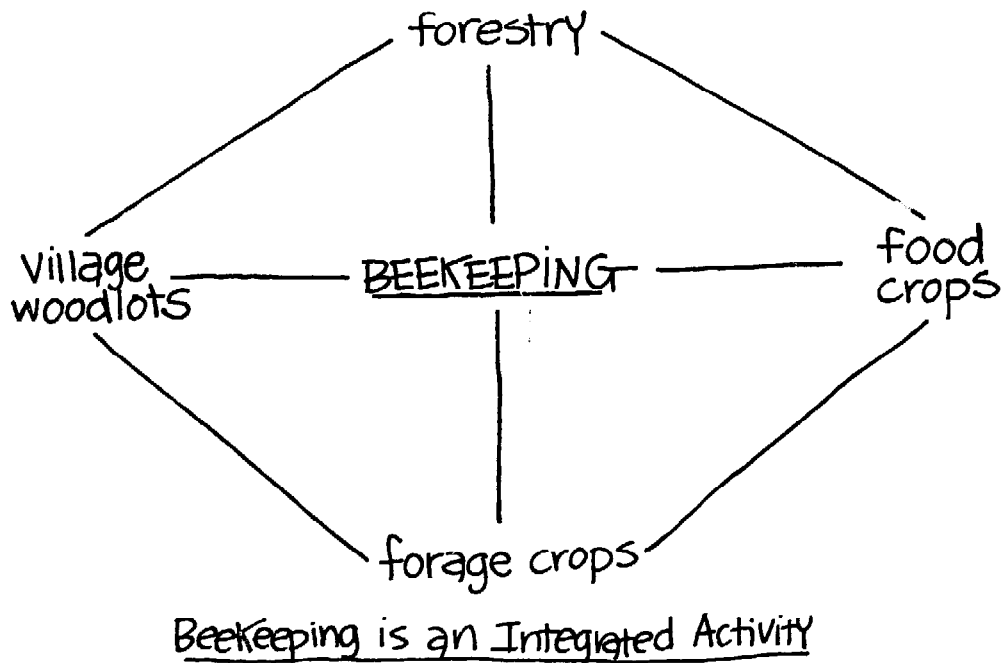 forestry
village
woodlots
BEEKEEPING
food
crops
forage crops
Beekeeping is an Integrated Activity